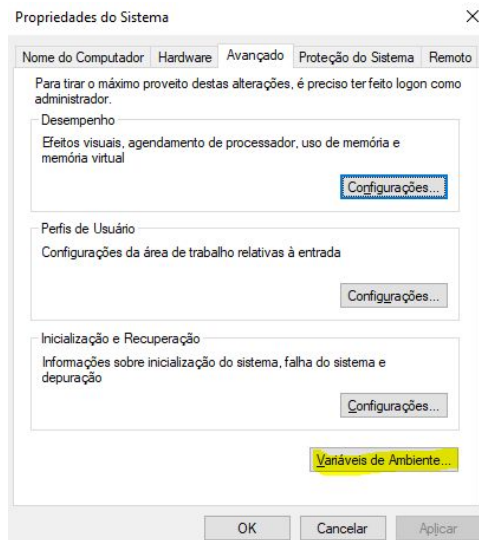 Propriedades do Sistema
Nome do Computador Hardware Avançado Proteção do Sistema Remoto
Para tirar o máximo proveito destas alterações, é preciso ter feito logon como
administrador.
Desempenho
Efeitos visuais, agendamento de processador, uso de memória e
memória virtual
Configurações...
Perfis de Usuário
Configurações da área de trabalho relativas à entrada
Configurações...
Inicialização e Recuperação
Informações sobre inicialização do sistema, falha do sistema e
depuração
Configurações...
Variáveis de Ambiente...
OK Cancelar Aplicar